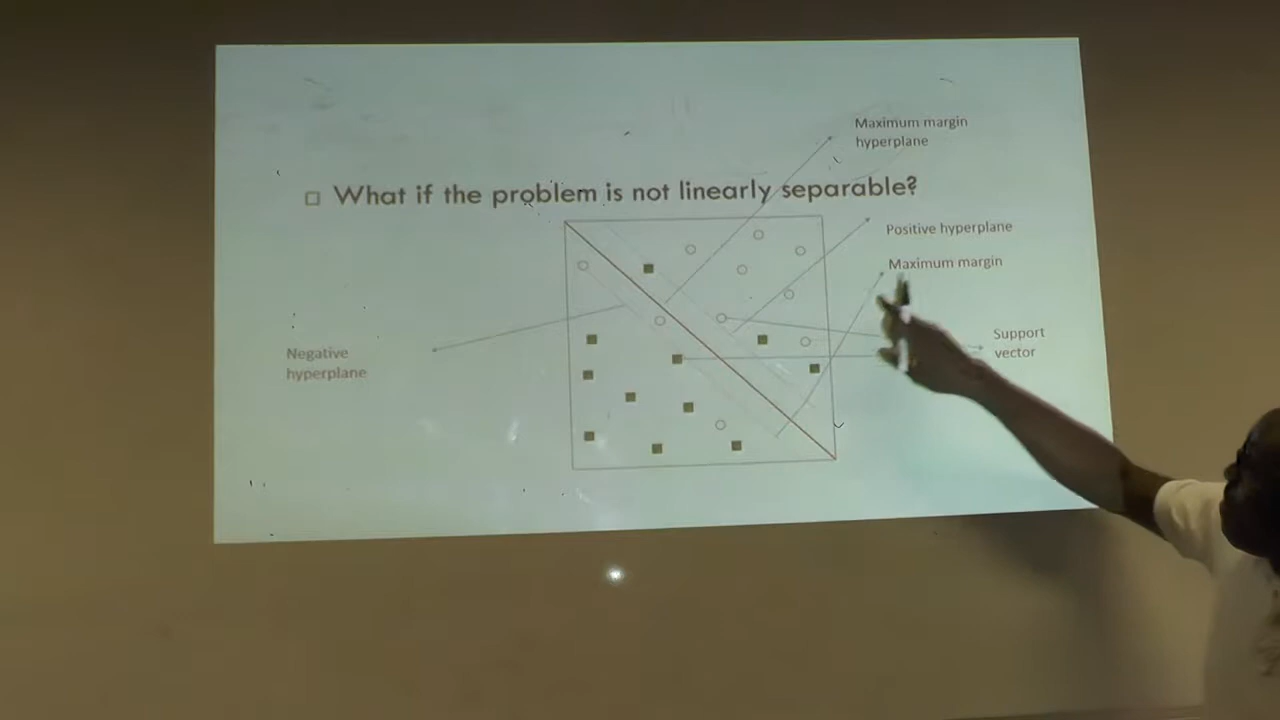 Maximum margin
hyperplane
What if the problem is not linearly separable?
Positive hyperplane
Maximum margin
Support
vector
Negative
hyperplane